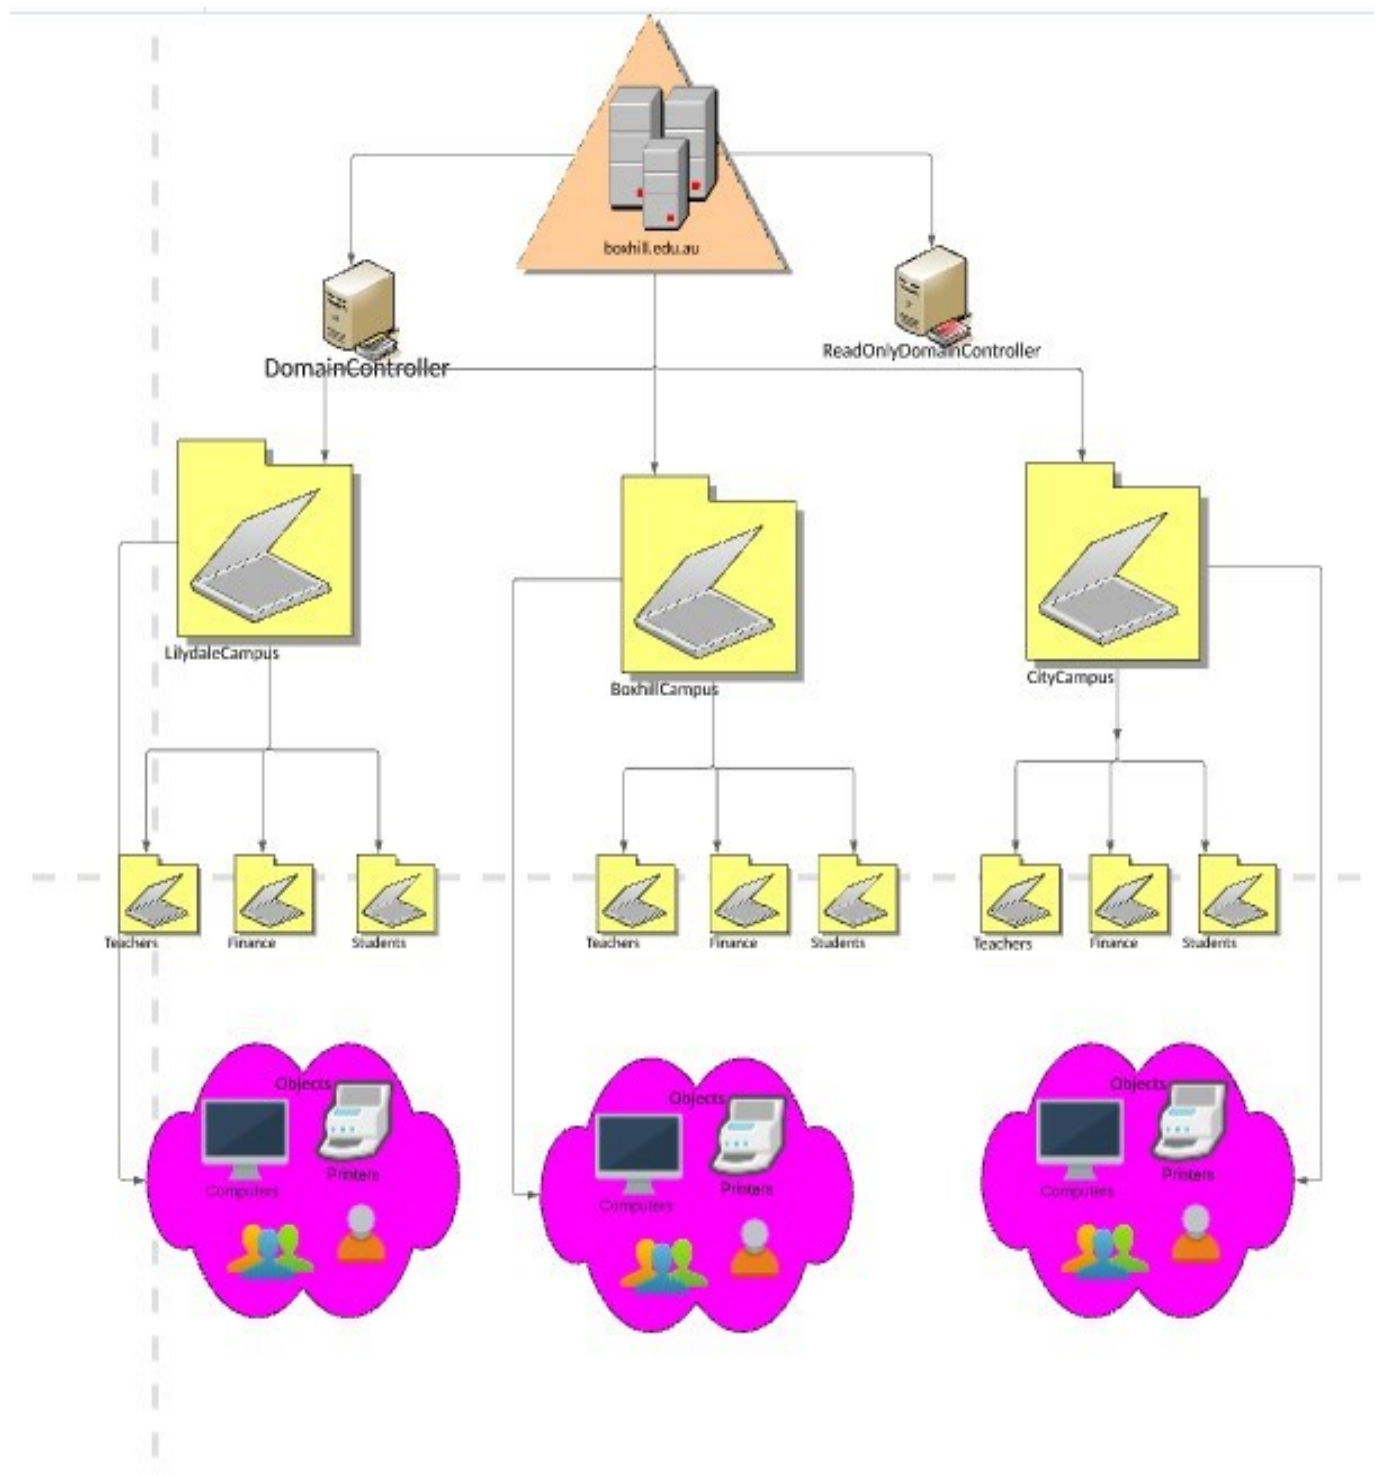 boxhill.edu.au
ReadOnlyDomainController
DomainController
LilydaleCampus
BoxhillCampus
CityCampus
Teachers
Finance
Students
Teachers
Finance
Students
Teachers
Finance
Students
Objects
Printers
Computers
Objects
Printers
Computers
Objects
Printers
Computers